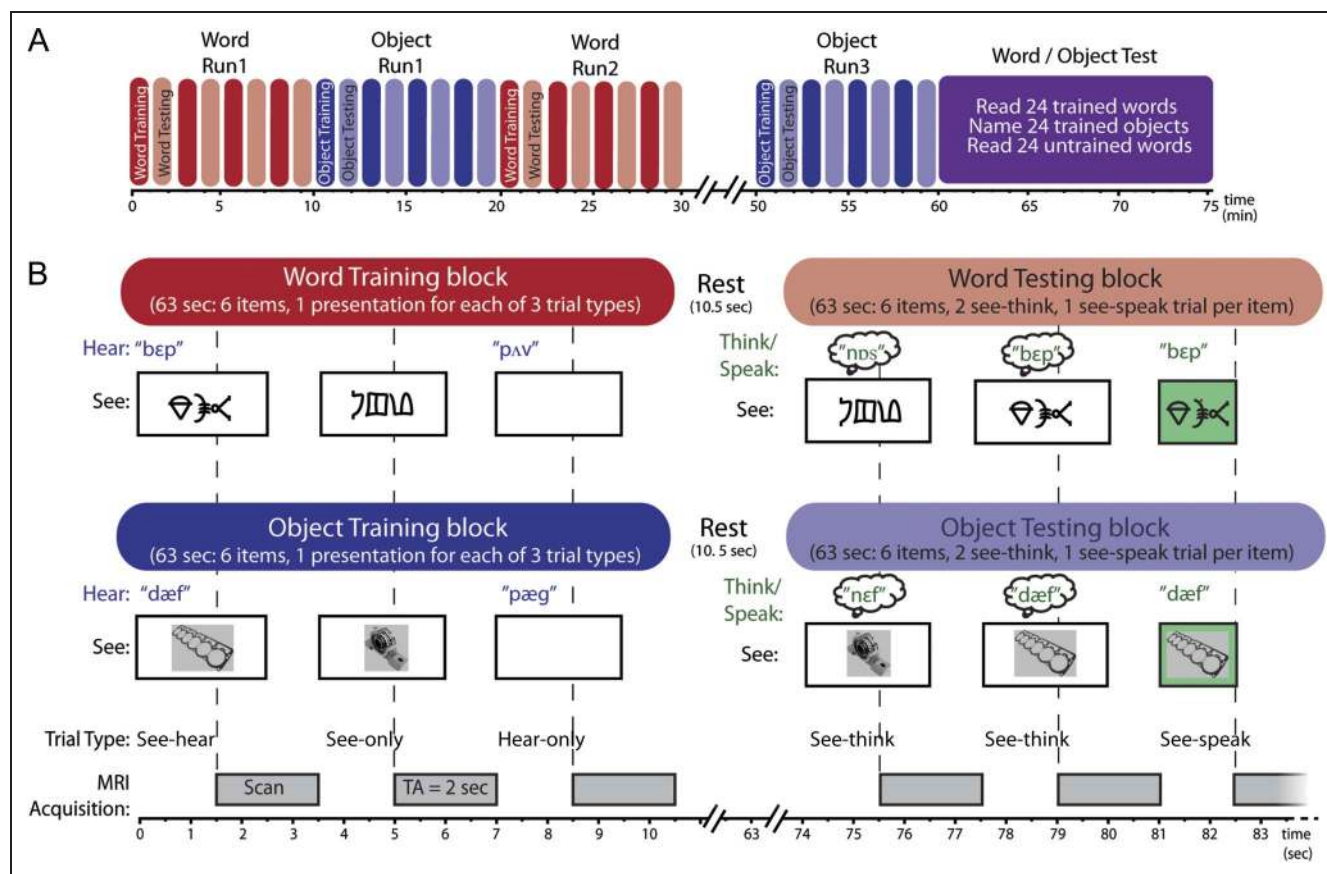 A
Word
Run1
Object
Run1
Word
Run2
Object
Run3
Word / Object Test
Word Training
Word Testing
Object Training
Object Testing
Word Training
Word Testing
Object Training
Object Testing
Read 24 trained words
Name 24 trained objects
Read 24 untrained words
0 5 10 15 20 25 30 50 55 60 65 70 75 time
(min)
B
Word Training block
(63 sec: 6 items, 1 presentation for each of 3 trial types)
Rest
(10.5 sec)
Word Testing block
(63 sec: 6 items, 2 see-think, 1 see-speak trial per item)
Hear: "bɛp" "pʌv"
See:
Think/
Speak:
"nɒs" "bɛp" "bɛp"
See:
Object Training block
(63 sec: 6 items, 1 presentation for each of 3 trial types)
Rest
(10. 5 sec)
Object Testing block
(63 sec: 6 items, 2 see-think, 1 see-speak trial per item)
Hear: "dæf" "pæg"
See:
Think/
Speak:
"nɛf" "dæf" "dæf"
See:
Trial Type: See-hear See-only Hear-only See-think See-think See-speak
MRI
Acquisition:
Scan TA = 2 sec
0 1 2 3 4 5 6 7 8 9 10 63 74 75 76 77 78 79 80 81 82 83 time
(sec)